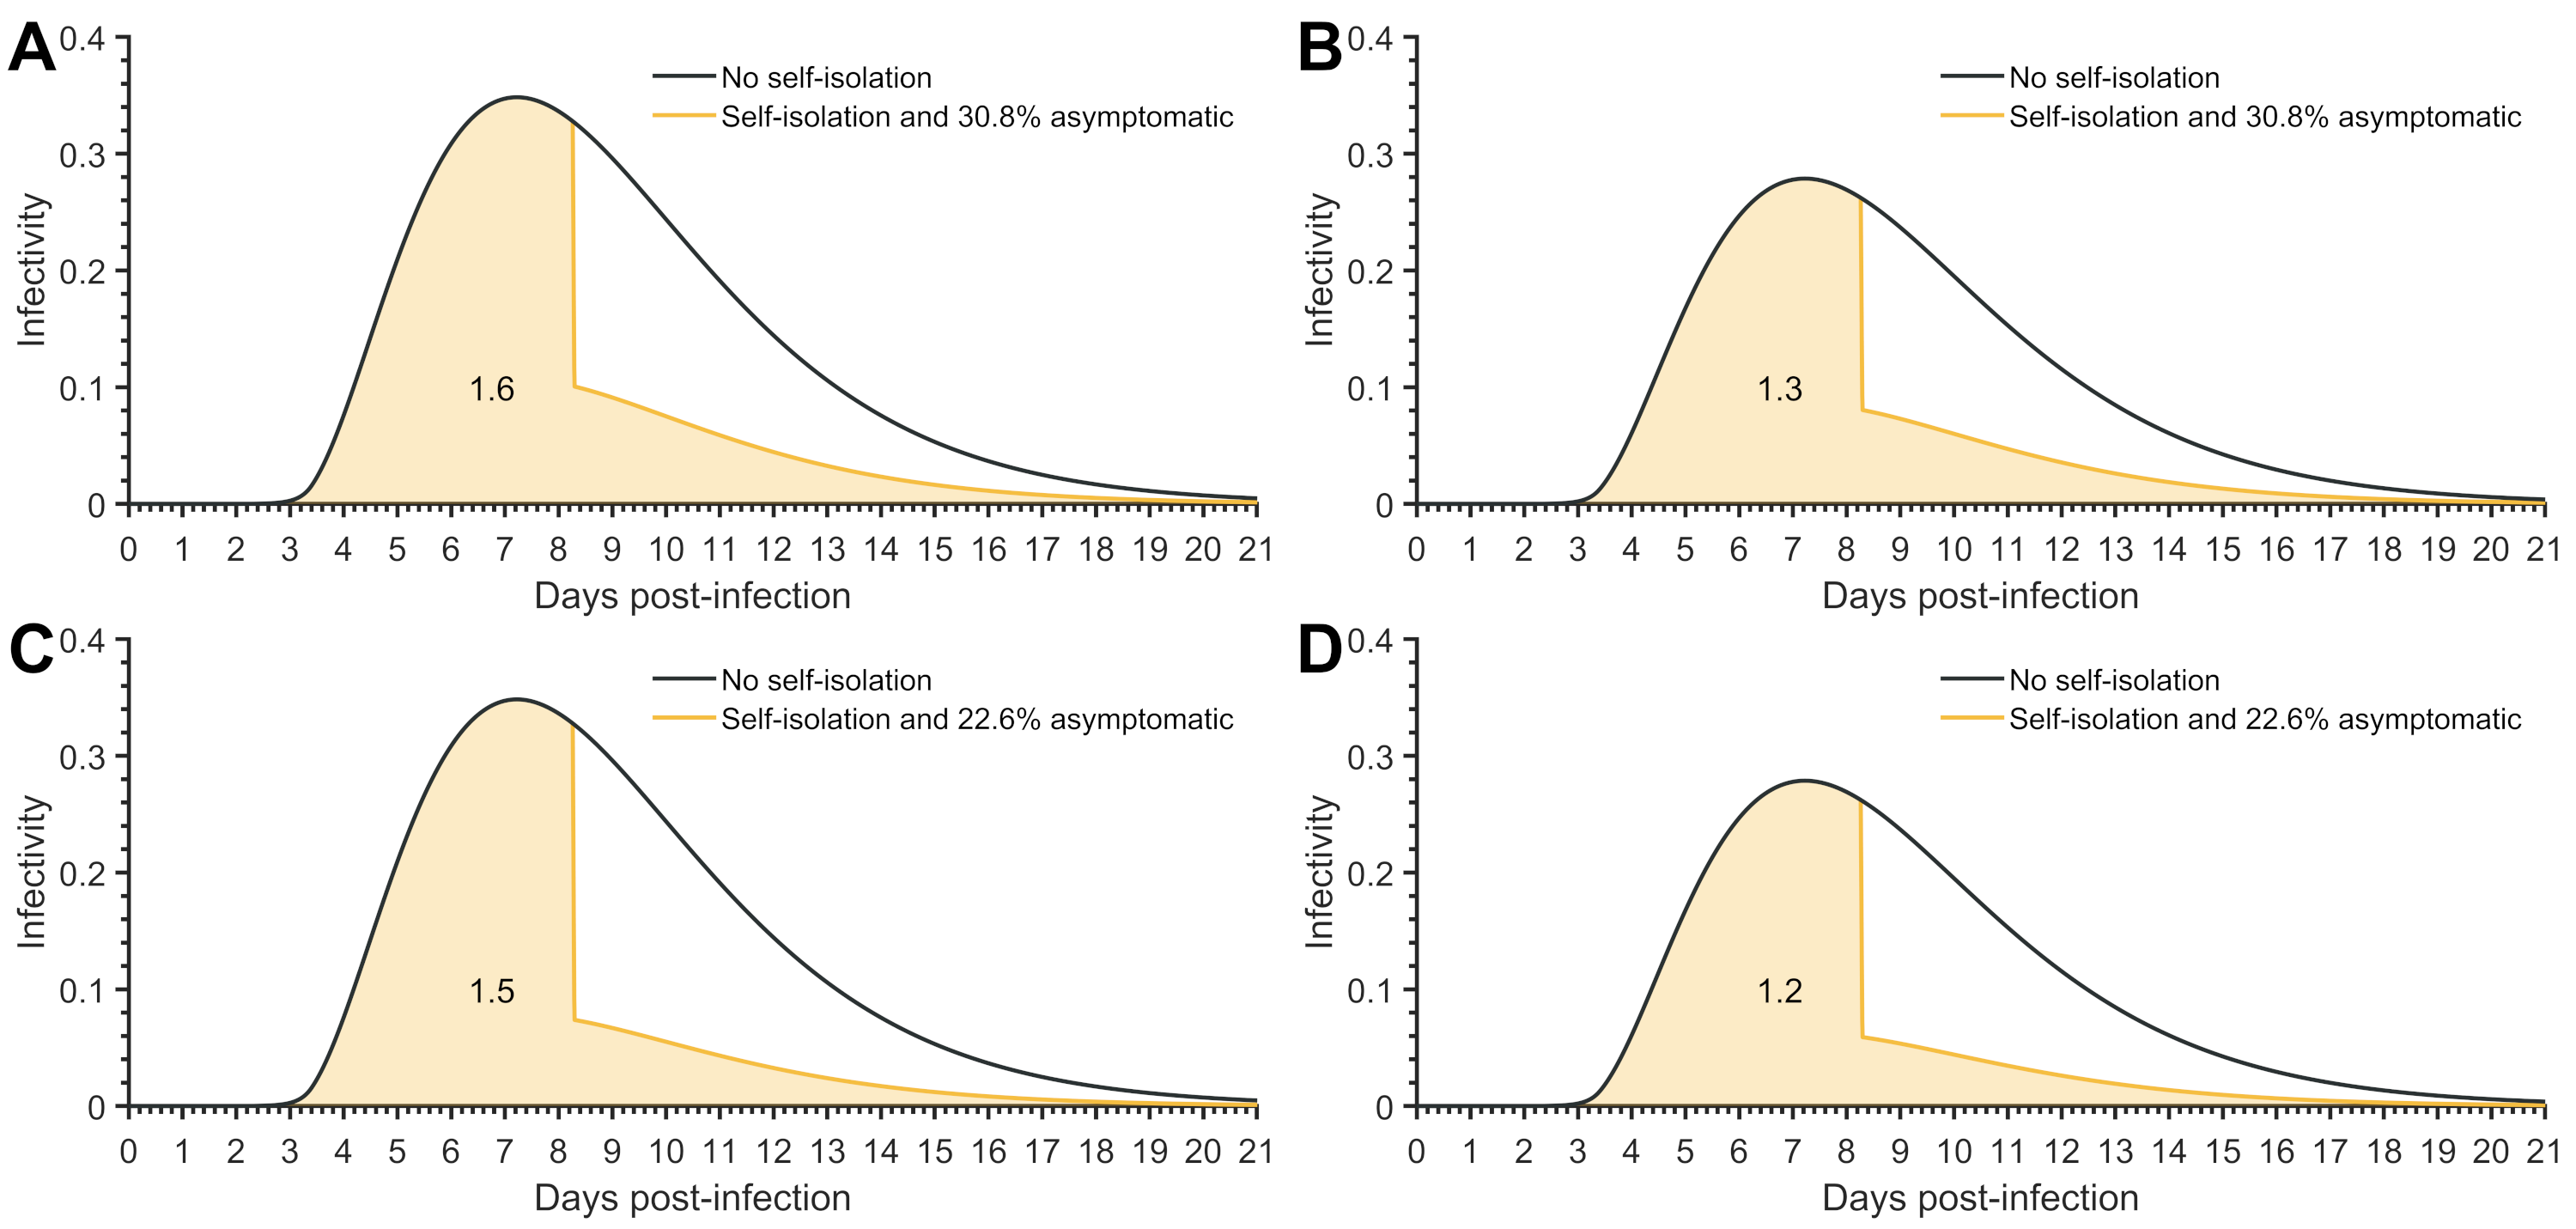 A
0.4
0.3
0.2
0.1
0
Infectivity
No self-isolation
Self-isolation and 30.8% asymptomatic
1.6
0 1 2 3 4 5 6 7 8 9 10 11 12 13 14 15 16 17 18 19 20 21
Days post-infection
B
0.4
0.3
0.2
0.1
0
Infectivity
No self-isolation
Self-isolation and 30.8% asymptomatic
1.3
0 1 2 3 4 5 6 7 8 9 10 11 12 13 14 15 16 17 18 19 20 21
Days post-infection
C
0.4
0.3
0.2
0.1
0
Infectivity
No self-isolation
Self-isolation and 22.6% asymptomatic
1.5
0 1 2 3 4 5 6 7 8 9 10 11 12 13 14 15 16 17 18 19 20 21
Days post-infection
D
0.4
0.3
0.2
0.1
0
Infectivity
No self-isolation
Self-isolation and 22.6% asymptomatic
1.2
0 1 2 3 4 5 6 7 8 9 10 11 12 13 14 15 16 17 18 19 20 21
Days post-infection